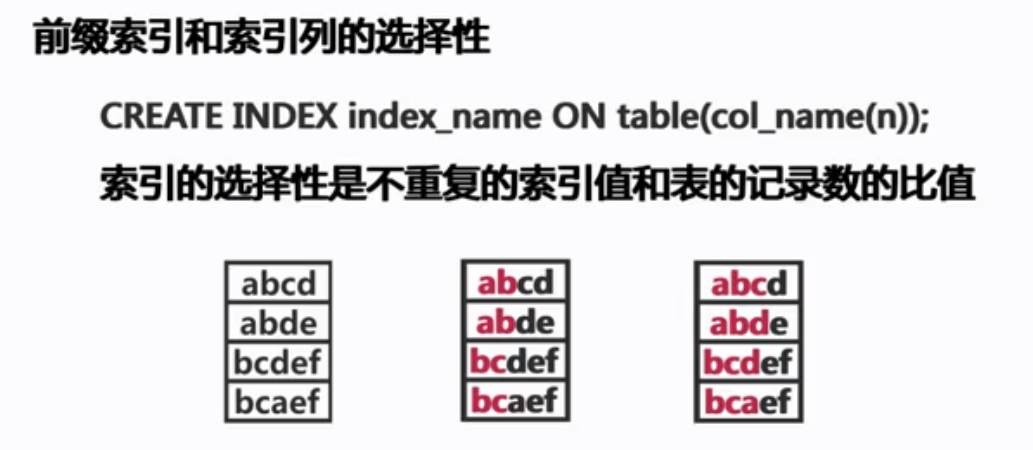 前缀索引和索引列的选择性
CREATE INDEX index_name ON table(col_name(n));
索引的选择性是不重复的索引值和表的记录数的比值
abcd abcd abcd
abde abde abde
bcdef bcdef bcdef
bcaef bcaef bcaef